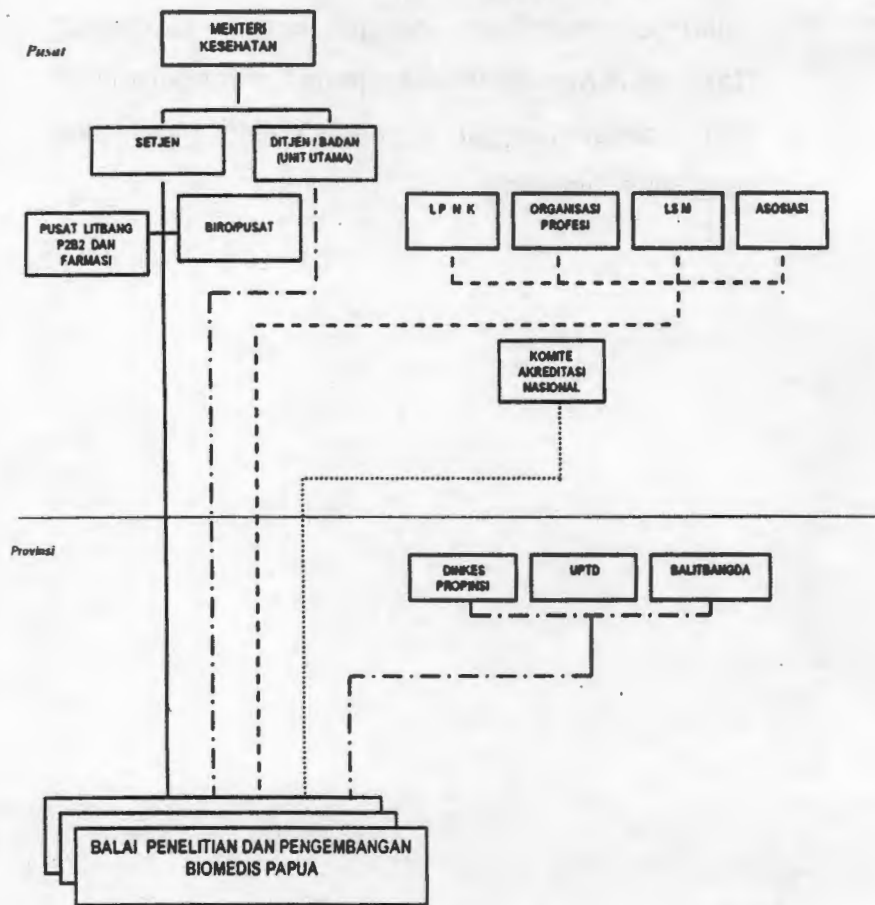 Pusat
MENTERI
KESEHATAN
SETJEN
DITJEN / BADAN
(UNIT UTAMA)
PUSAT LITBANG
P2B2 DAN
FARMASI
BIRO/PUSAT
L P N K
ORGANISASI
PROFESI
LSM
ASOSIASI
KOMITE
AKREDITASI
NASIONAL
Provinsi
DINKES
PROPINSI
UPTD
BALITBANGDA
BALAI PENELITIAN DAN PENGEMBANGAN
BIOMEDIS PAPUA